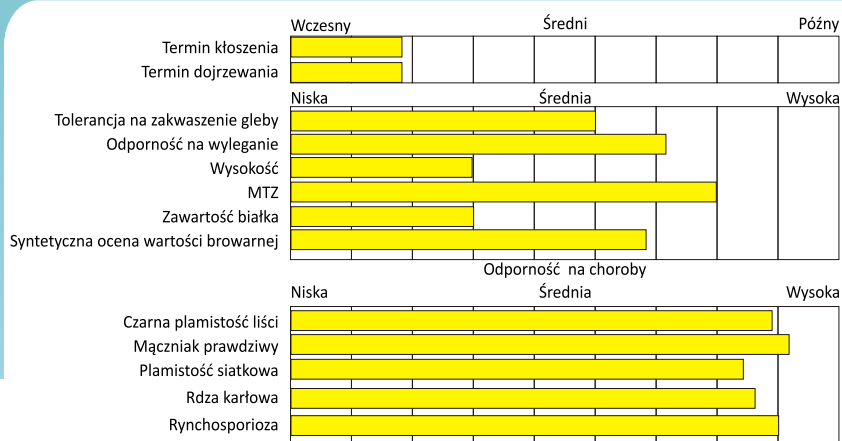 Wczesny Średni Późny
Termin kłoszenia
Termin dojrzewania
Niska Średnia Wysoka
Tolerancja na zakwaszenie gleby
Odporność na wyleganie
Wysokość
MTZ
Zawartość białka
Syntetyczna ocena wartości browarnej
Odporność na choroby
Niska Średnia Wysoka
Czarna plamistość liści
Mączniak prawdziwy
Plamistość siatkowa
Rdza karłowa
Rynchosporioza